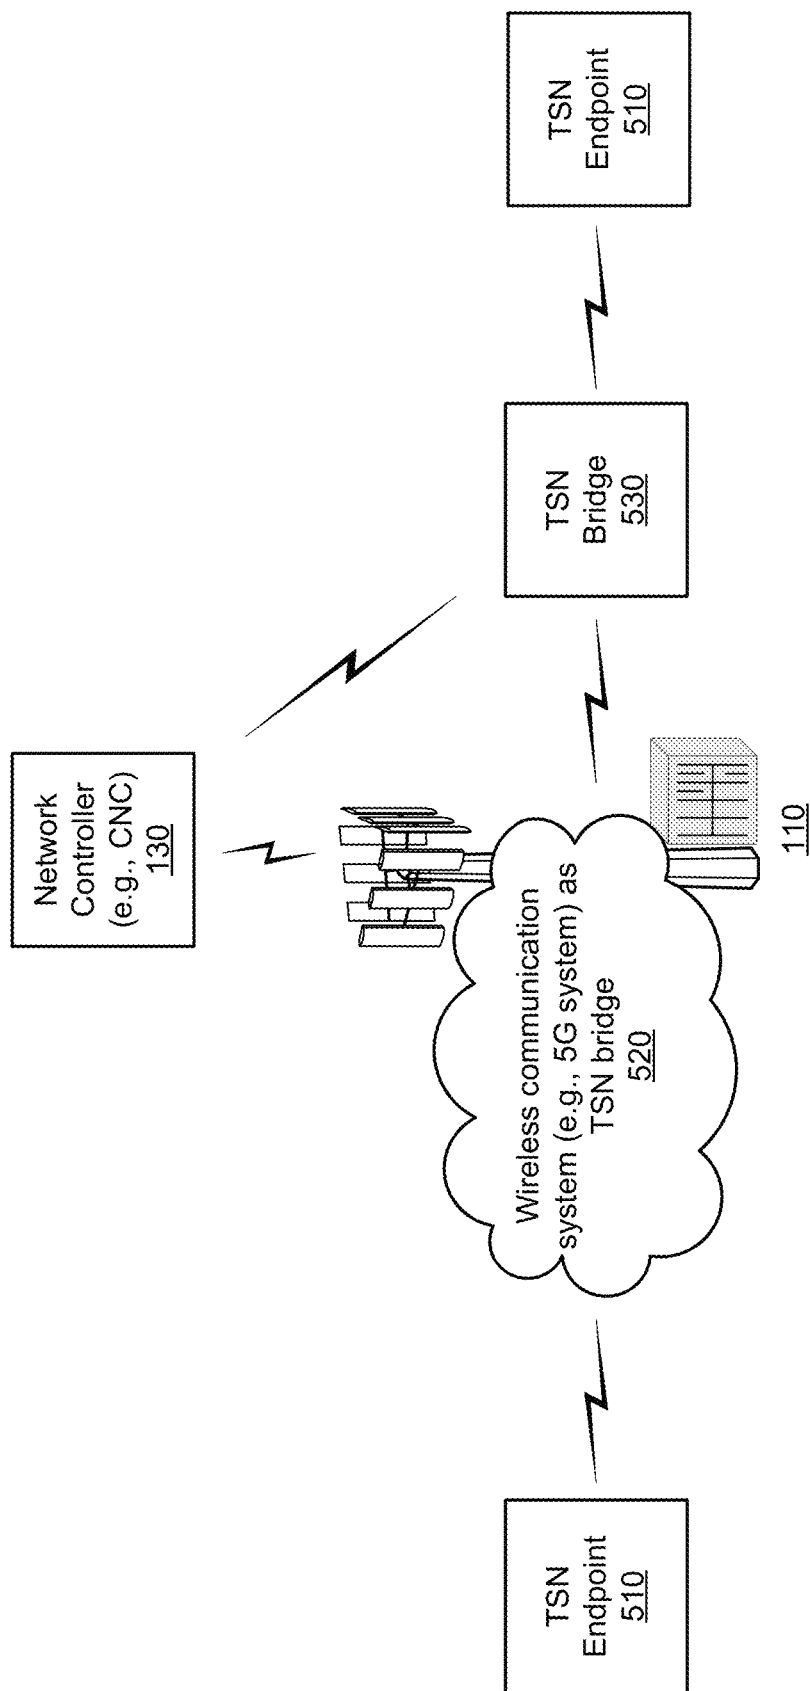 Network
Controller
(e.g., CNC)
130
TSN
Endpoint
510
Wireless communication
system (e.g., 5G system) as
TSN bridge
520
110
TSN
Bridge
530
TSN
Endpoint
510